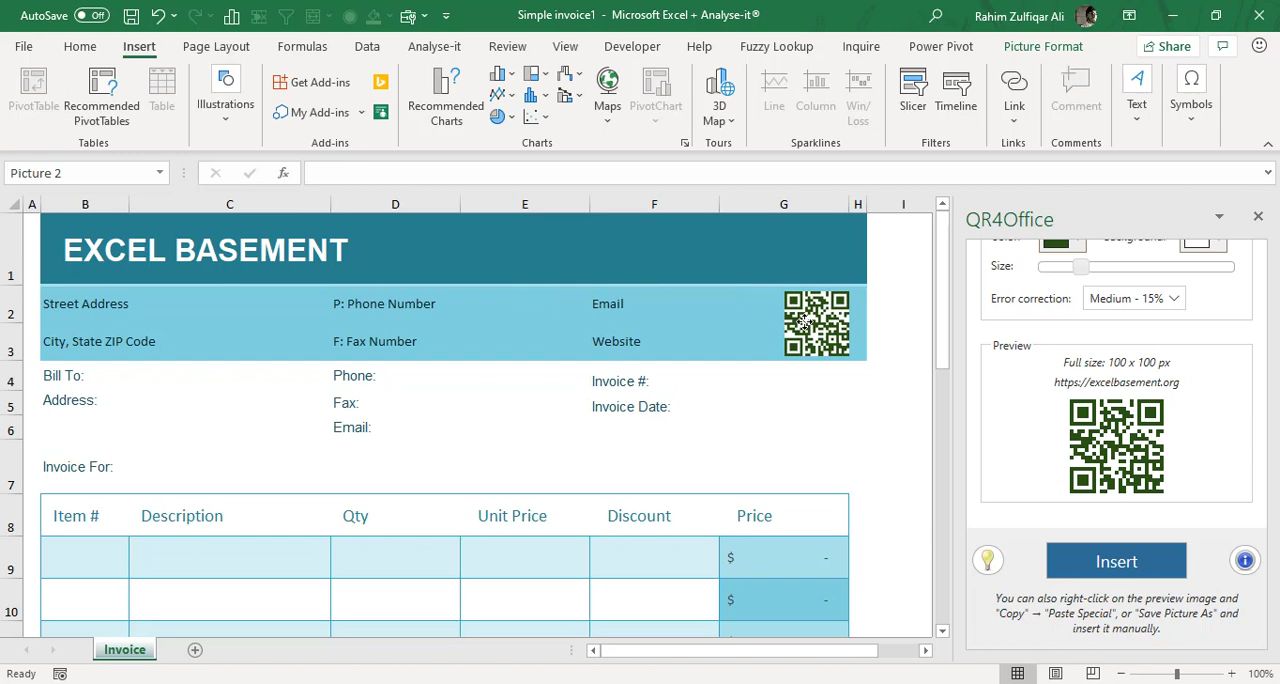 AutoSave Off Simple invoice1 - Microsoft Excel + Analyse-it® Rahim Zulfiqar Ali
File Home Insert Page Layout Formulas Data Analyse-it Review View Developer Help Fuzzy Lookup Inquire Power Pivot Picture Format Share
PivotTable Recommended PivotTables Table
Tables
Illustrations
Get Add-ins
My Add-ins
Add-ins
Recommended Charts
Maps PivotChart
Charts
3D Map
Tours
Line Column Win/Loss
Sparklines
Slicer Timeline
Filters
Link
Links
Comment
Comments
Text
Symbols
Picture 2 fx
A B C D E F G H I
1 EXCEL BASEMENT
2 Street Address P: Phone Number Email
3 City, State ZIP Code F: Fax Number Website
4 Bill To: Phone: Invoice #:
5 Address: Fax: Invoice Date:
6 Email:
7 Invoice For:
8 Item # Description Qty Unit Price Discount Price
9 $ -
10 $ -
Invoice
Ready 100%
QR4Office
Size:
Error correction: Medium - 15%
Preview
Full size: 100 x 100 px
https://excelbasement.org
Insert
You can also right-click on the preview image and
"Copy" → "Paste Special", or "Save Picture As" and
insert it manually.